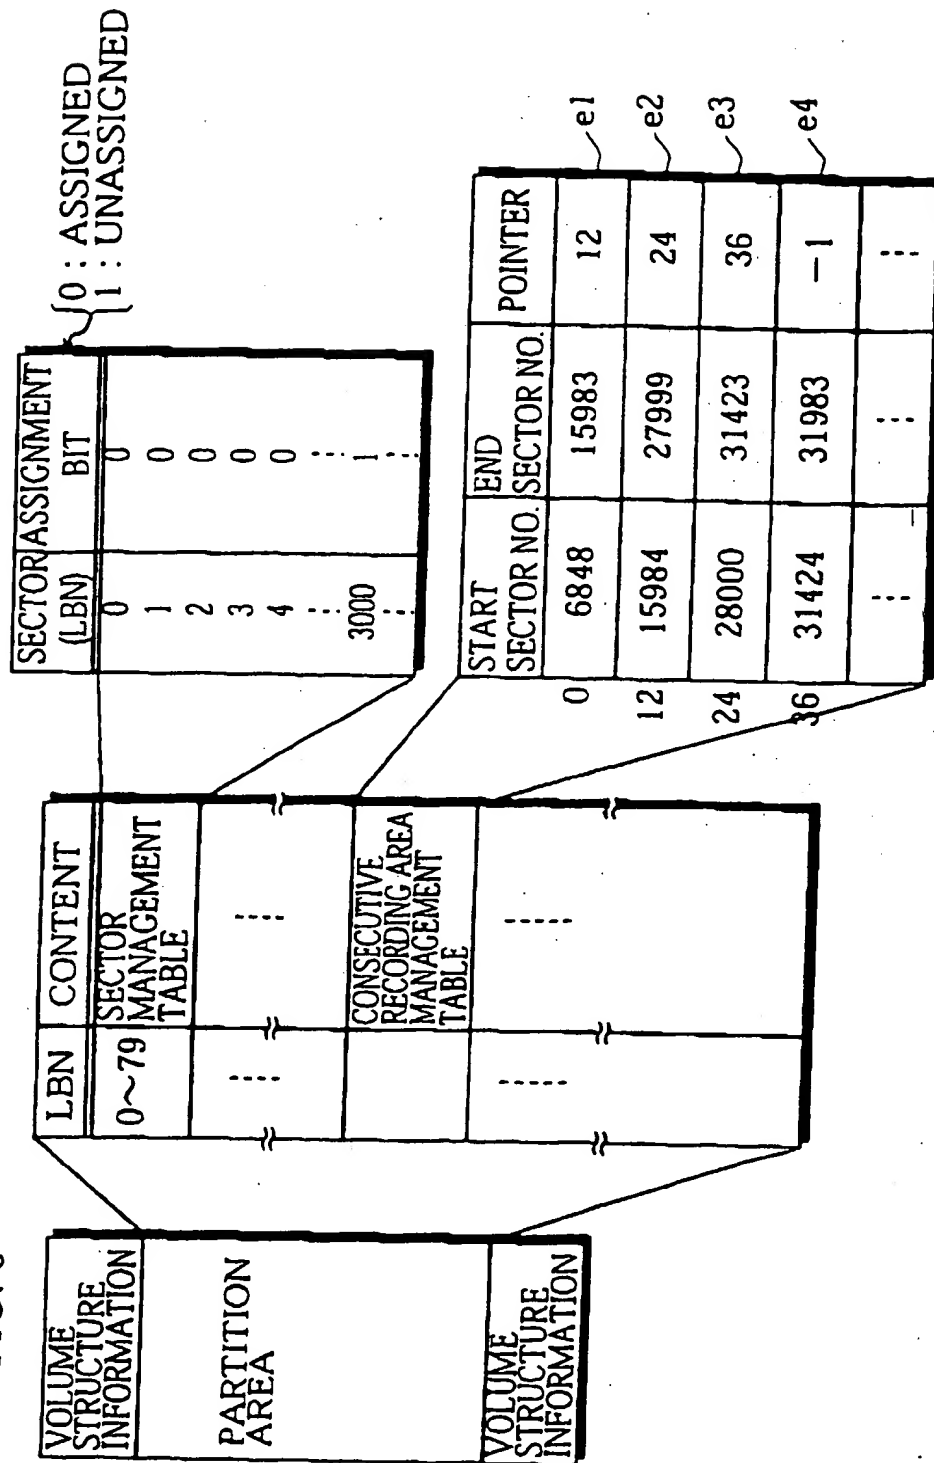 VOLUME
STRUCTURE
INFORMATION
PARTITION
AREA
VOLUME
STRUCTURE
INFORMATION
LBN CONTENT
0~79 SECTOR
MANAGEMENT
TABLE
CONSECUTIVE
RECORDING AREA
MANAGEMENT
TABLE
SECTOR ASSIGNMENT
(LBN) BIT
0 0
1 0
2 0
3 0
4 0
3000 1
0 : ASSIGNED
1 : UNASSIGNED
START END POINTER
SECTOR NO. SECTOR NO.
0 6848 15983 12 e1
12 15984 27999 24 e2
24 28000 31423 36 e3
36 31424 31983 −1 e4